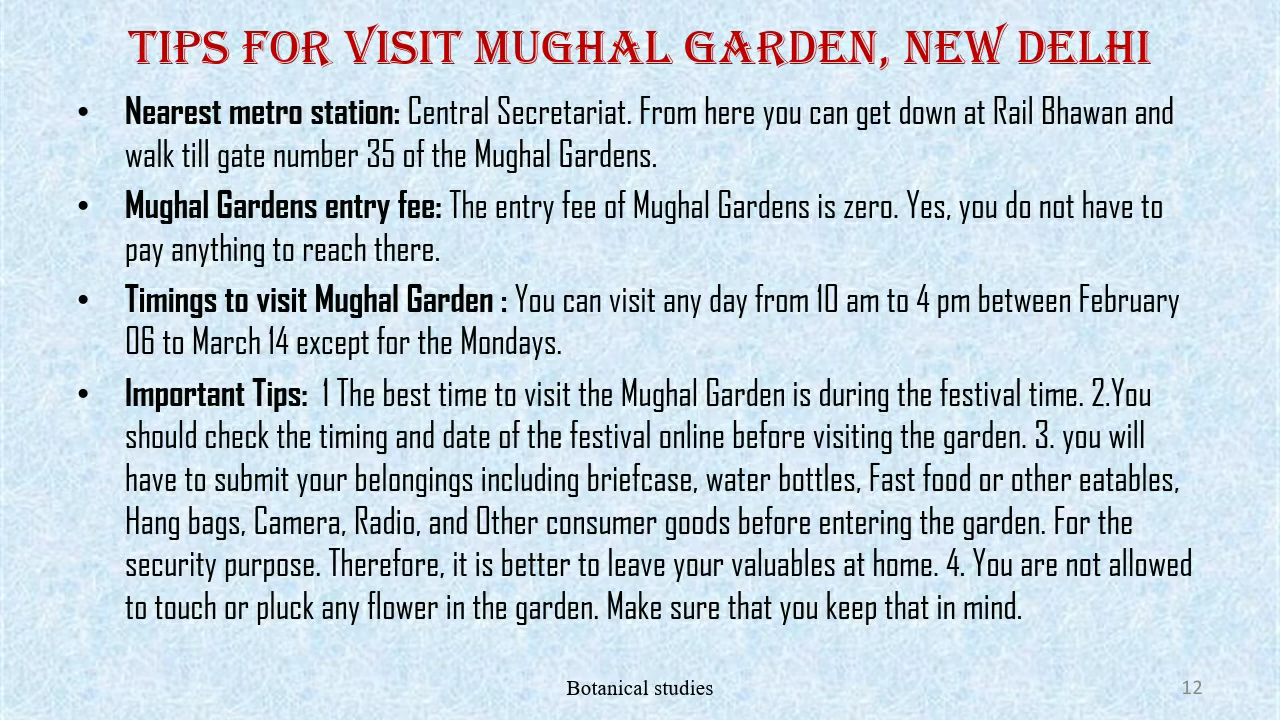 TIPS FOR VISIT MUGHAL GARDEN, NEW DELHI
• Nearest metro station: Central Secretariat. From here you can get down at Rail Bhawan and
walk till gate number 35 of the Mughal Gardens.
• Mughal Gardens entry fee: The entry fee of Mughal Gardens is zero. Yes, you do not have to
pay anything to reach there.
• Timings to visit Mughal Garden : You can visit any day from 10 am to 4 pm between February
06 to March 14 except for the Mondays.
• Important Tips: 1 The best time to visit the Mughal Garden is during the festival time. 2.You
should check the timing and date of the festival online before visiting the garden. 3. you will
have to submit your belongings including briefcase, water bottles, Fast food or other eatables,
Hang bags, Camera, Radio, and Other consumer goods before entering the garden. For the
security purpose. Therefore, it is better to leave your valuables at home. 4. You are not allowed
to touch or pluck any flower in the garden. Make sure that you keep that in mind.
Botanical studies
12